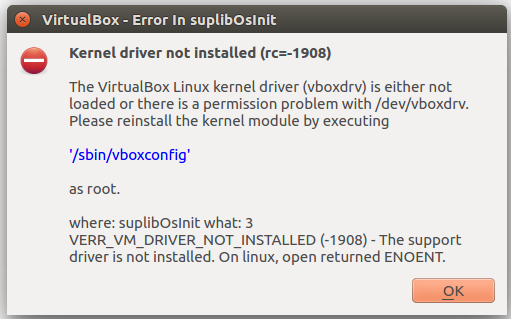 VirtualBox - Error In suplibOsInit
Kernel driver not installed (rc=-1908)
The VirtualBox Linux kernel driver (vboxdrv) is either not
loaded or there is a permission problem with /dev/vboxdrv.
Please reinstall the kernel module by executing
'/sbin/vboxconfig'
as root.
where: suplibOsInit what: 3
VERR_VM_DRIVER_NOT_INSTALLED (-1908) - The support
driver is not installed. On linux, open returned ENOENT.
OK